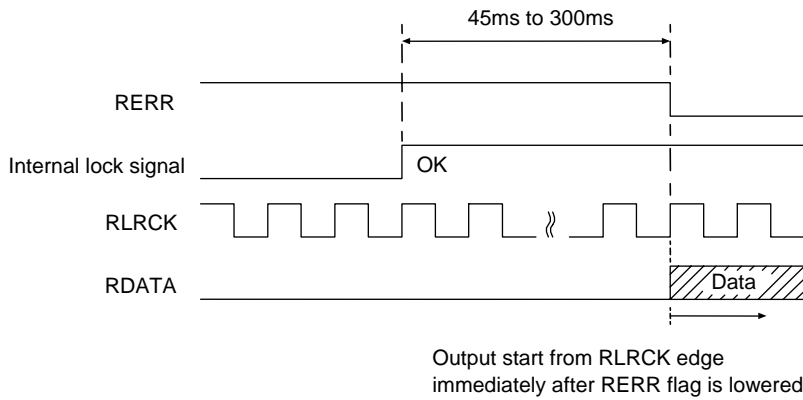 45ms to 300ms
RERR
Internal lock signal
OK
RLRCK
RDATA
Data
Output start from RLRCK edge
immediately after RERR flag is lowered